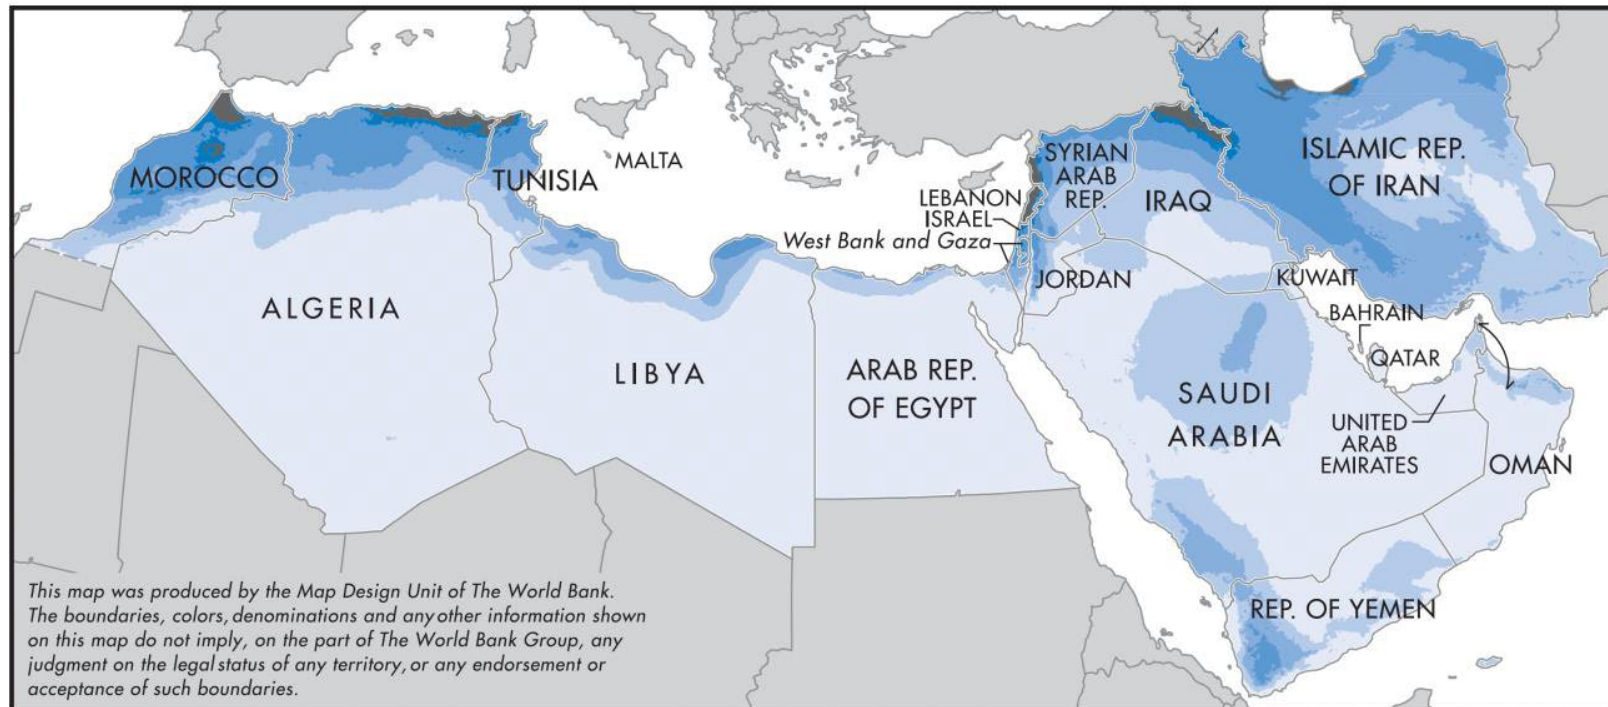 MALTA
MOROCCO
TUNISIA
SYRIAN
ARAB
REP.
ISLAMIC REP.
OF IRAN
LEBANON
IRAQ
ISRAEL
West Bank and Gaza
JORDAN
KUWAIT
ALGERIA
BAHRAIN
LIBYA
ARAB REP.
OF EGYPT
QATAR
SAUDI
ARABIA
UNITED
ARAB
EMIRATES
OMAN
REP. OF YEMEN
This map was produced by the Map Design Unit of The World Bank.
The boundaries, colors, denominations and any other information shown
on this map do not imply, on the part of The World Bank Group, any
judgment on the legal status of any territory, or any endorsement or
acceptance of such boundaries.